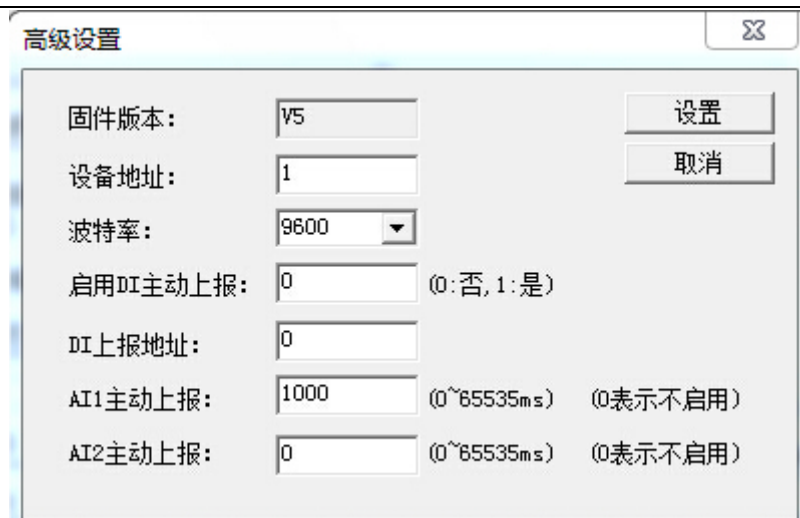 高级设置
固件版本: V5 设置
设备地址: 1 取消
波特率: 9600
启用DI主动上报: 0 (0:否,1:是)
DI上报地址: 0
AI1主动上报: 1000 (0~65535ms) (0表示不启用)
AI2主动上报: 0 (0~65535ms) (0表示不启用)